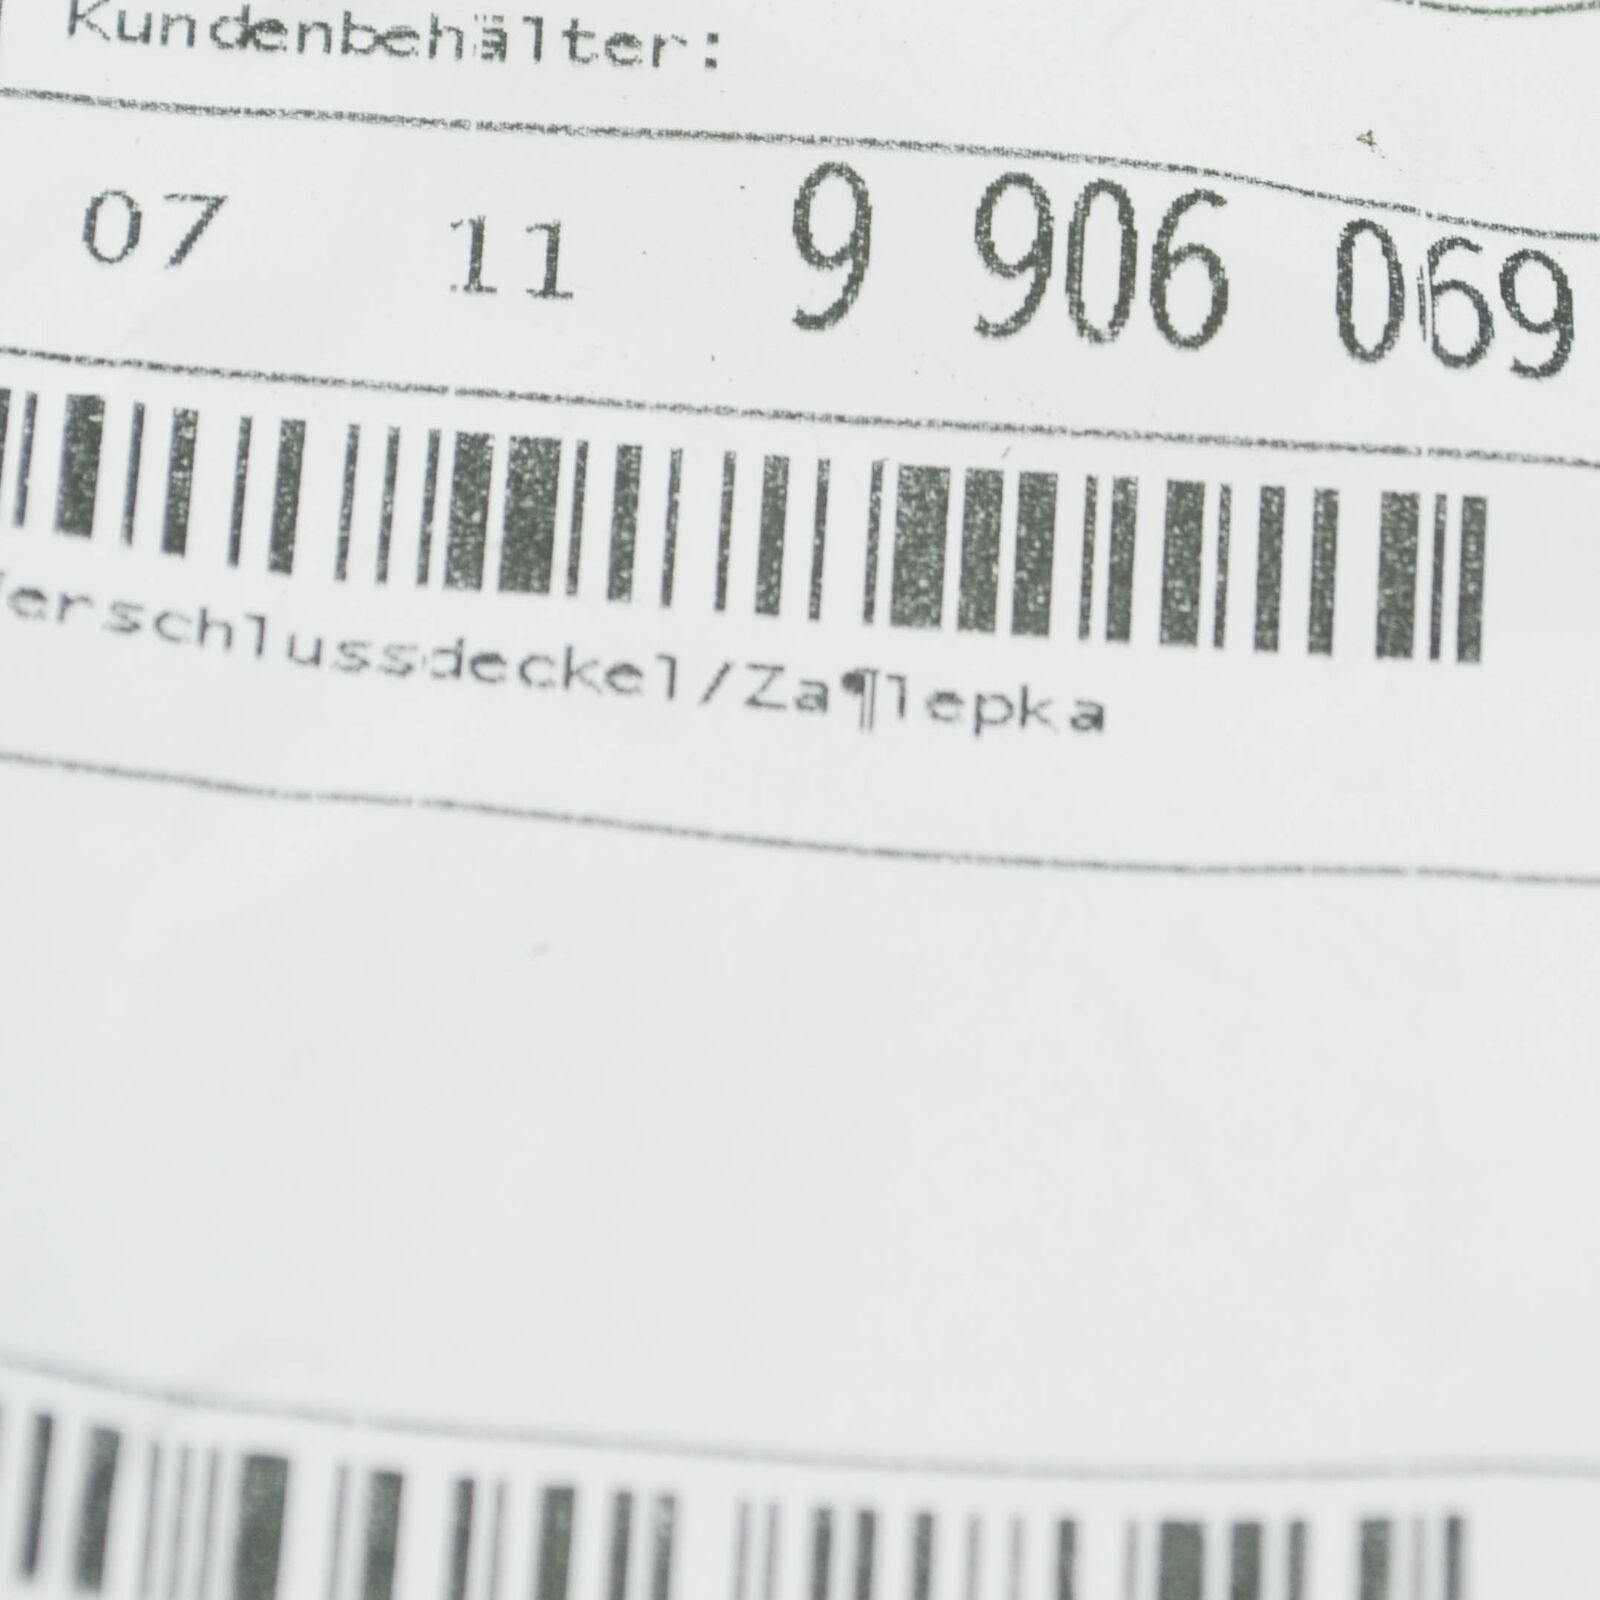 Kundenbehälter:
07 11 9 906 069
erschlussdeckel/Za¶lepka